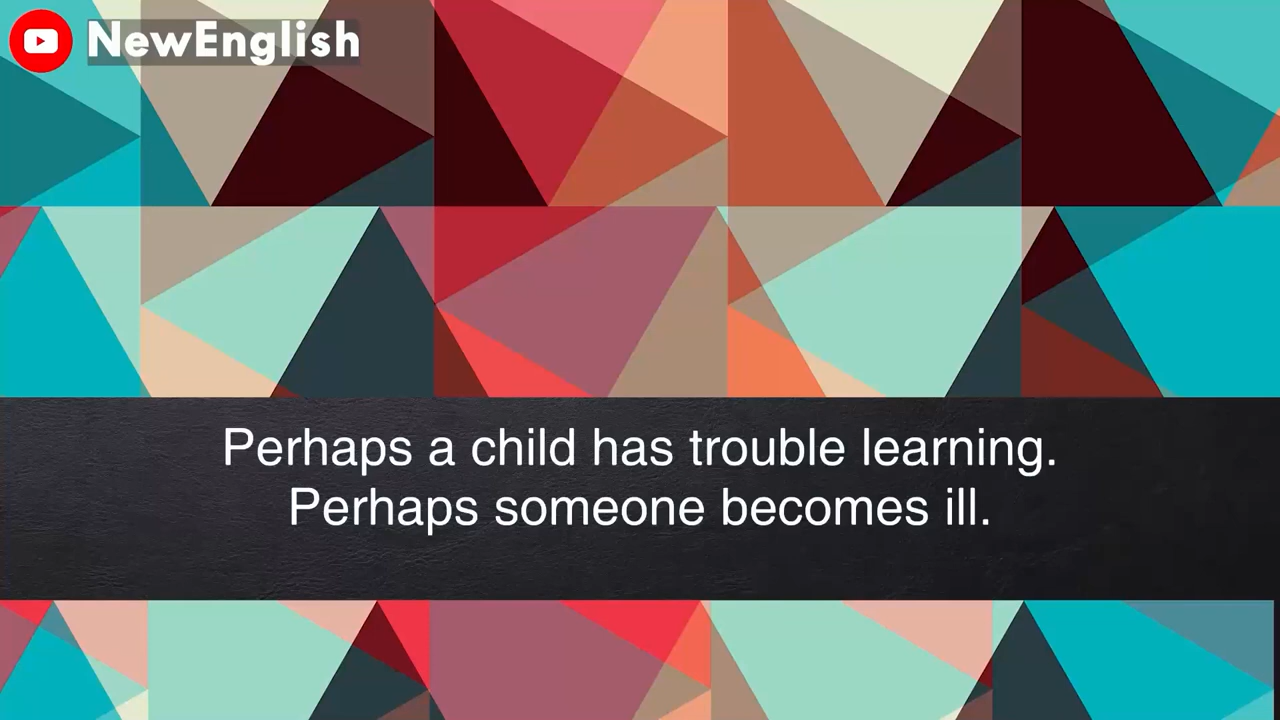 NewEnglish
Perhaps a child has trouble learning.
Perhaps someone becomes ill.